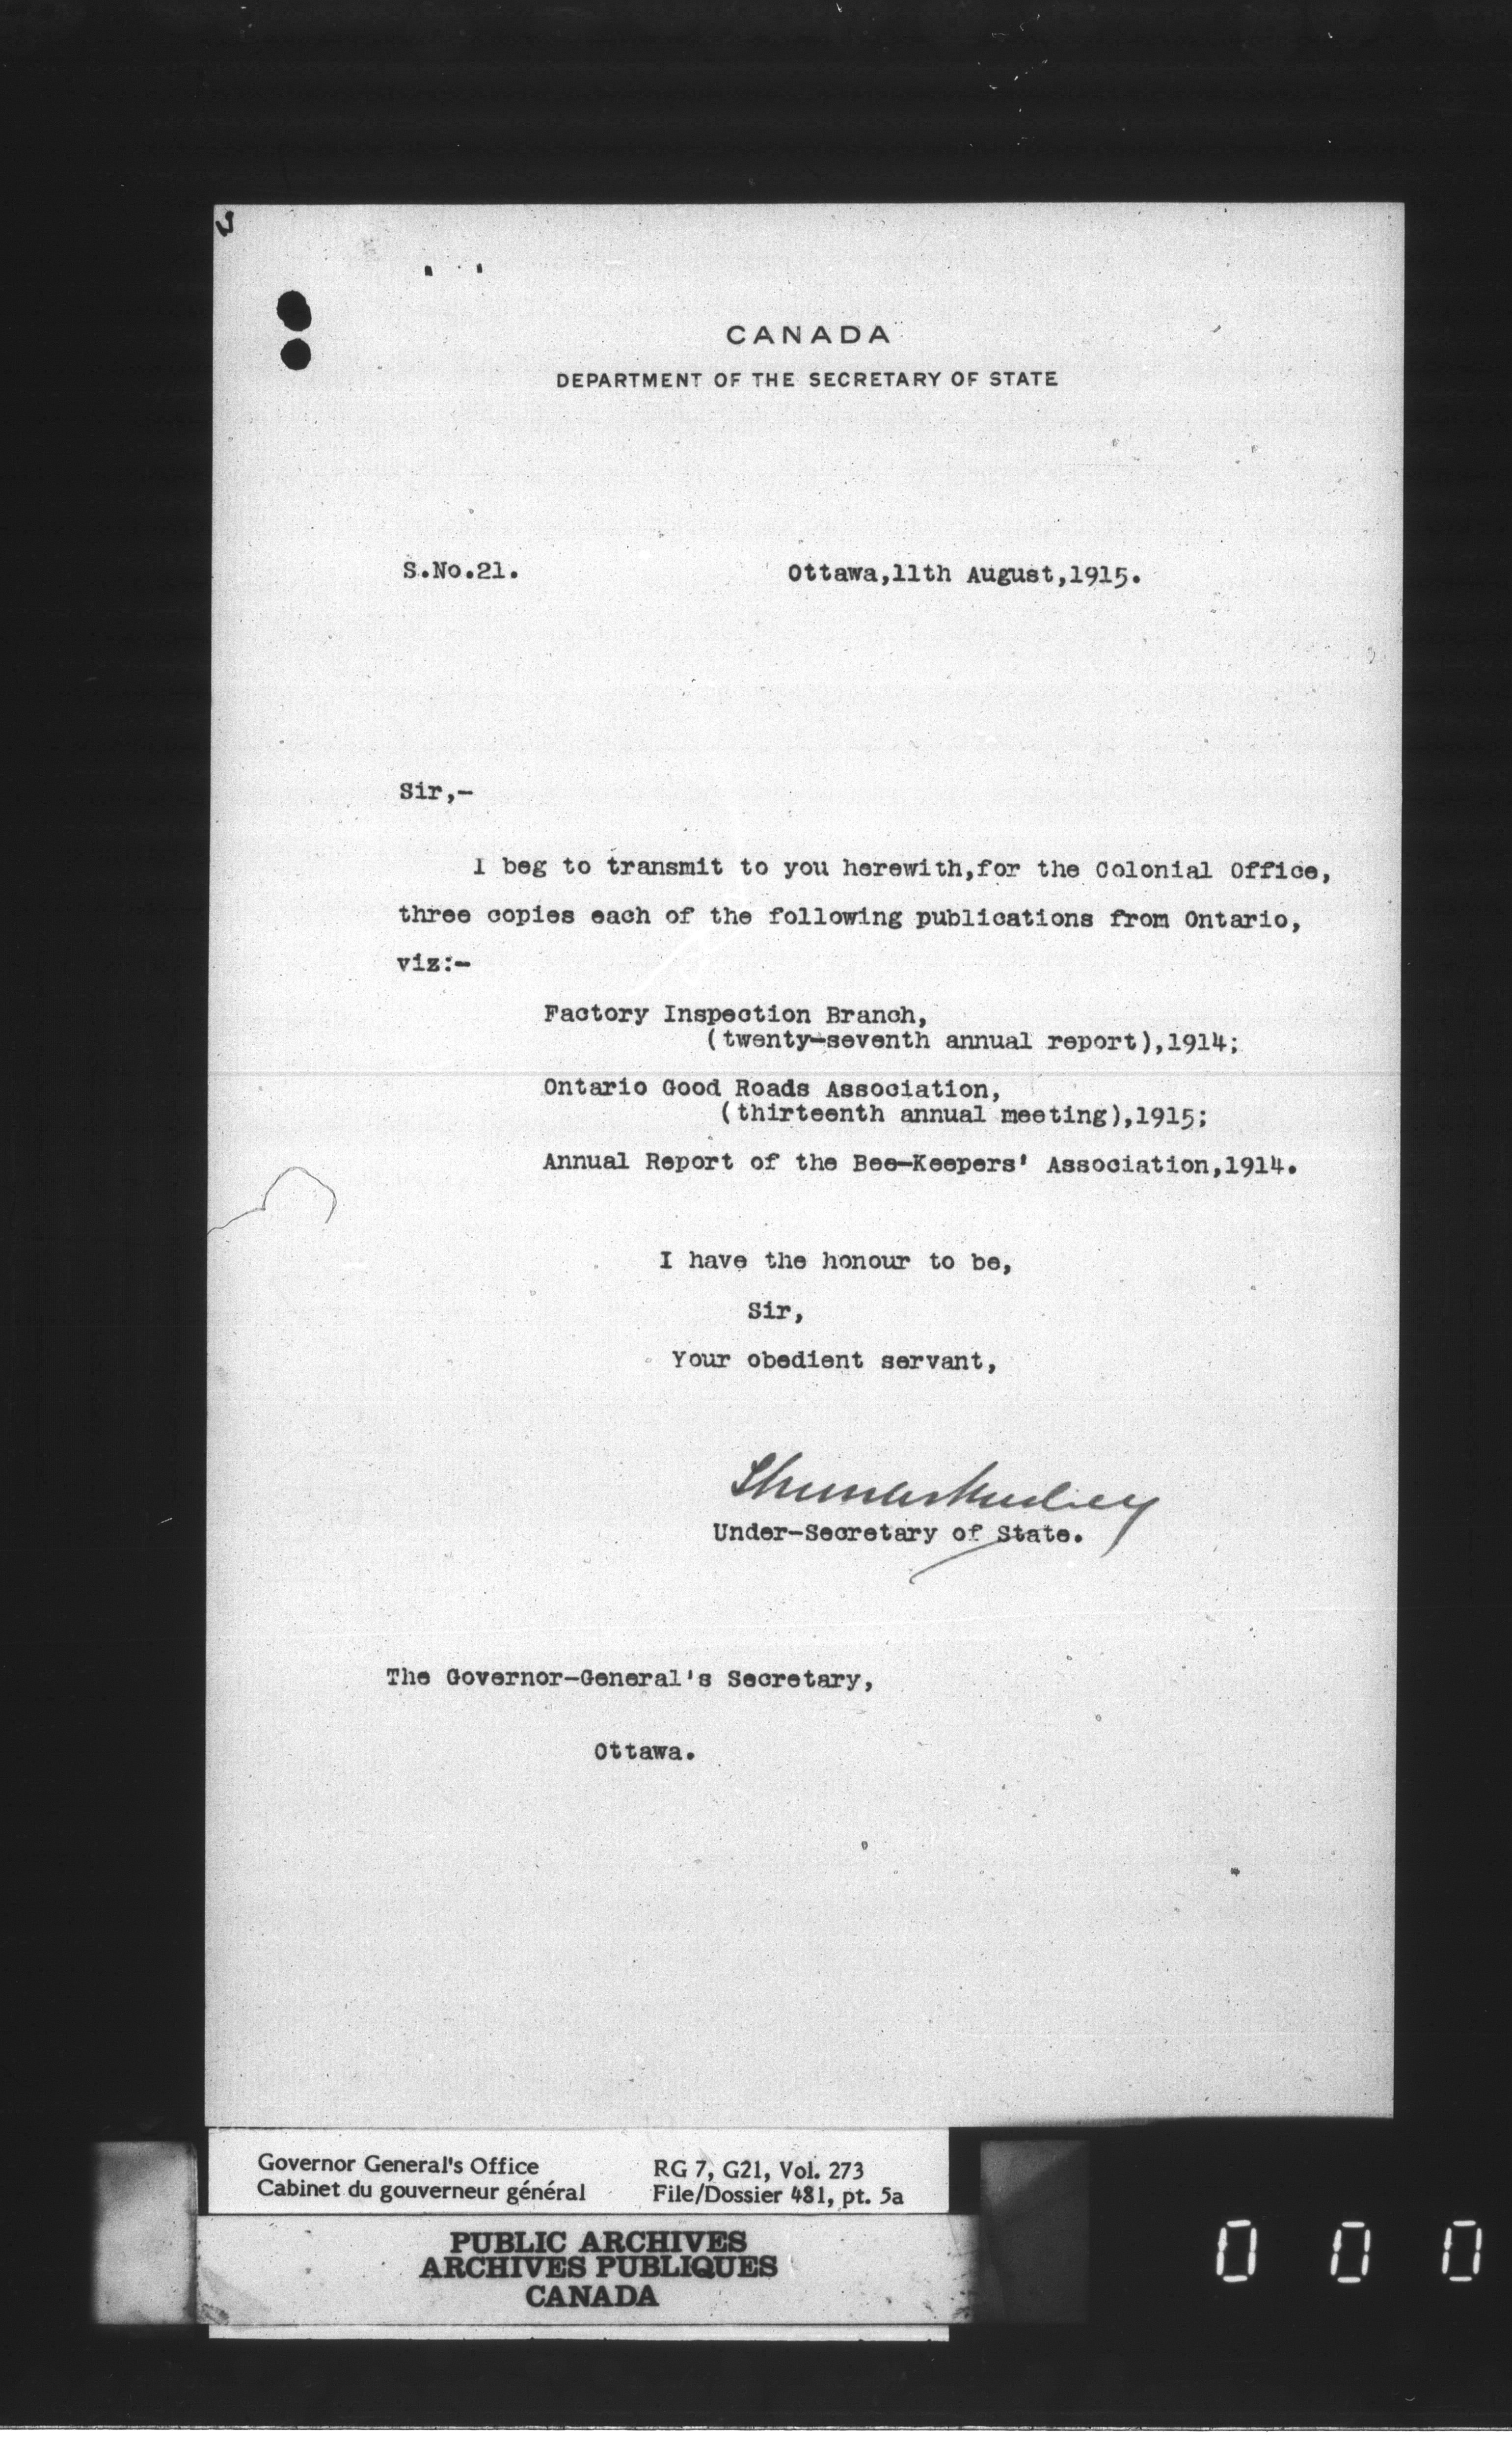 CANADA
DEPARTMENT OF THE SECRETARY OF STATE
S.No.21.
Ottawa,11th August,1915.
Sir,-
I beg to transmit to you herewith,for the Colonial Office,
three copies each of the following publications from Ontario,
viz:-
Factory Inspection Branch,
(twenty-seventh annual report),1914;
Ontario Good Roads Association,
(thirteenth annual meeting),1915;
Annual Report of the Bee-Keepers' Association,1914.
I have the honour to be,
Sir,
Your obedient servant,
Under-Secretary of State.
The Governor-General's Secretary,
Ottawa.
Governor General's Office
Cabinet du gouverneur général
RG 7, G21, Vol. 273
File/Dossier 481, pt. 5a
PUBLIC ARCHIVES
ARCHIVES PUBLIQUES
CANADA
0 0 0